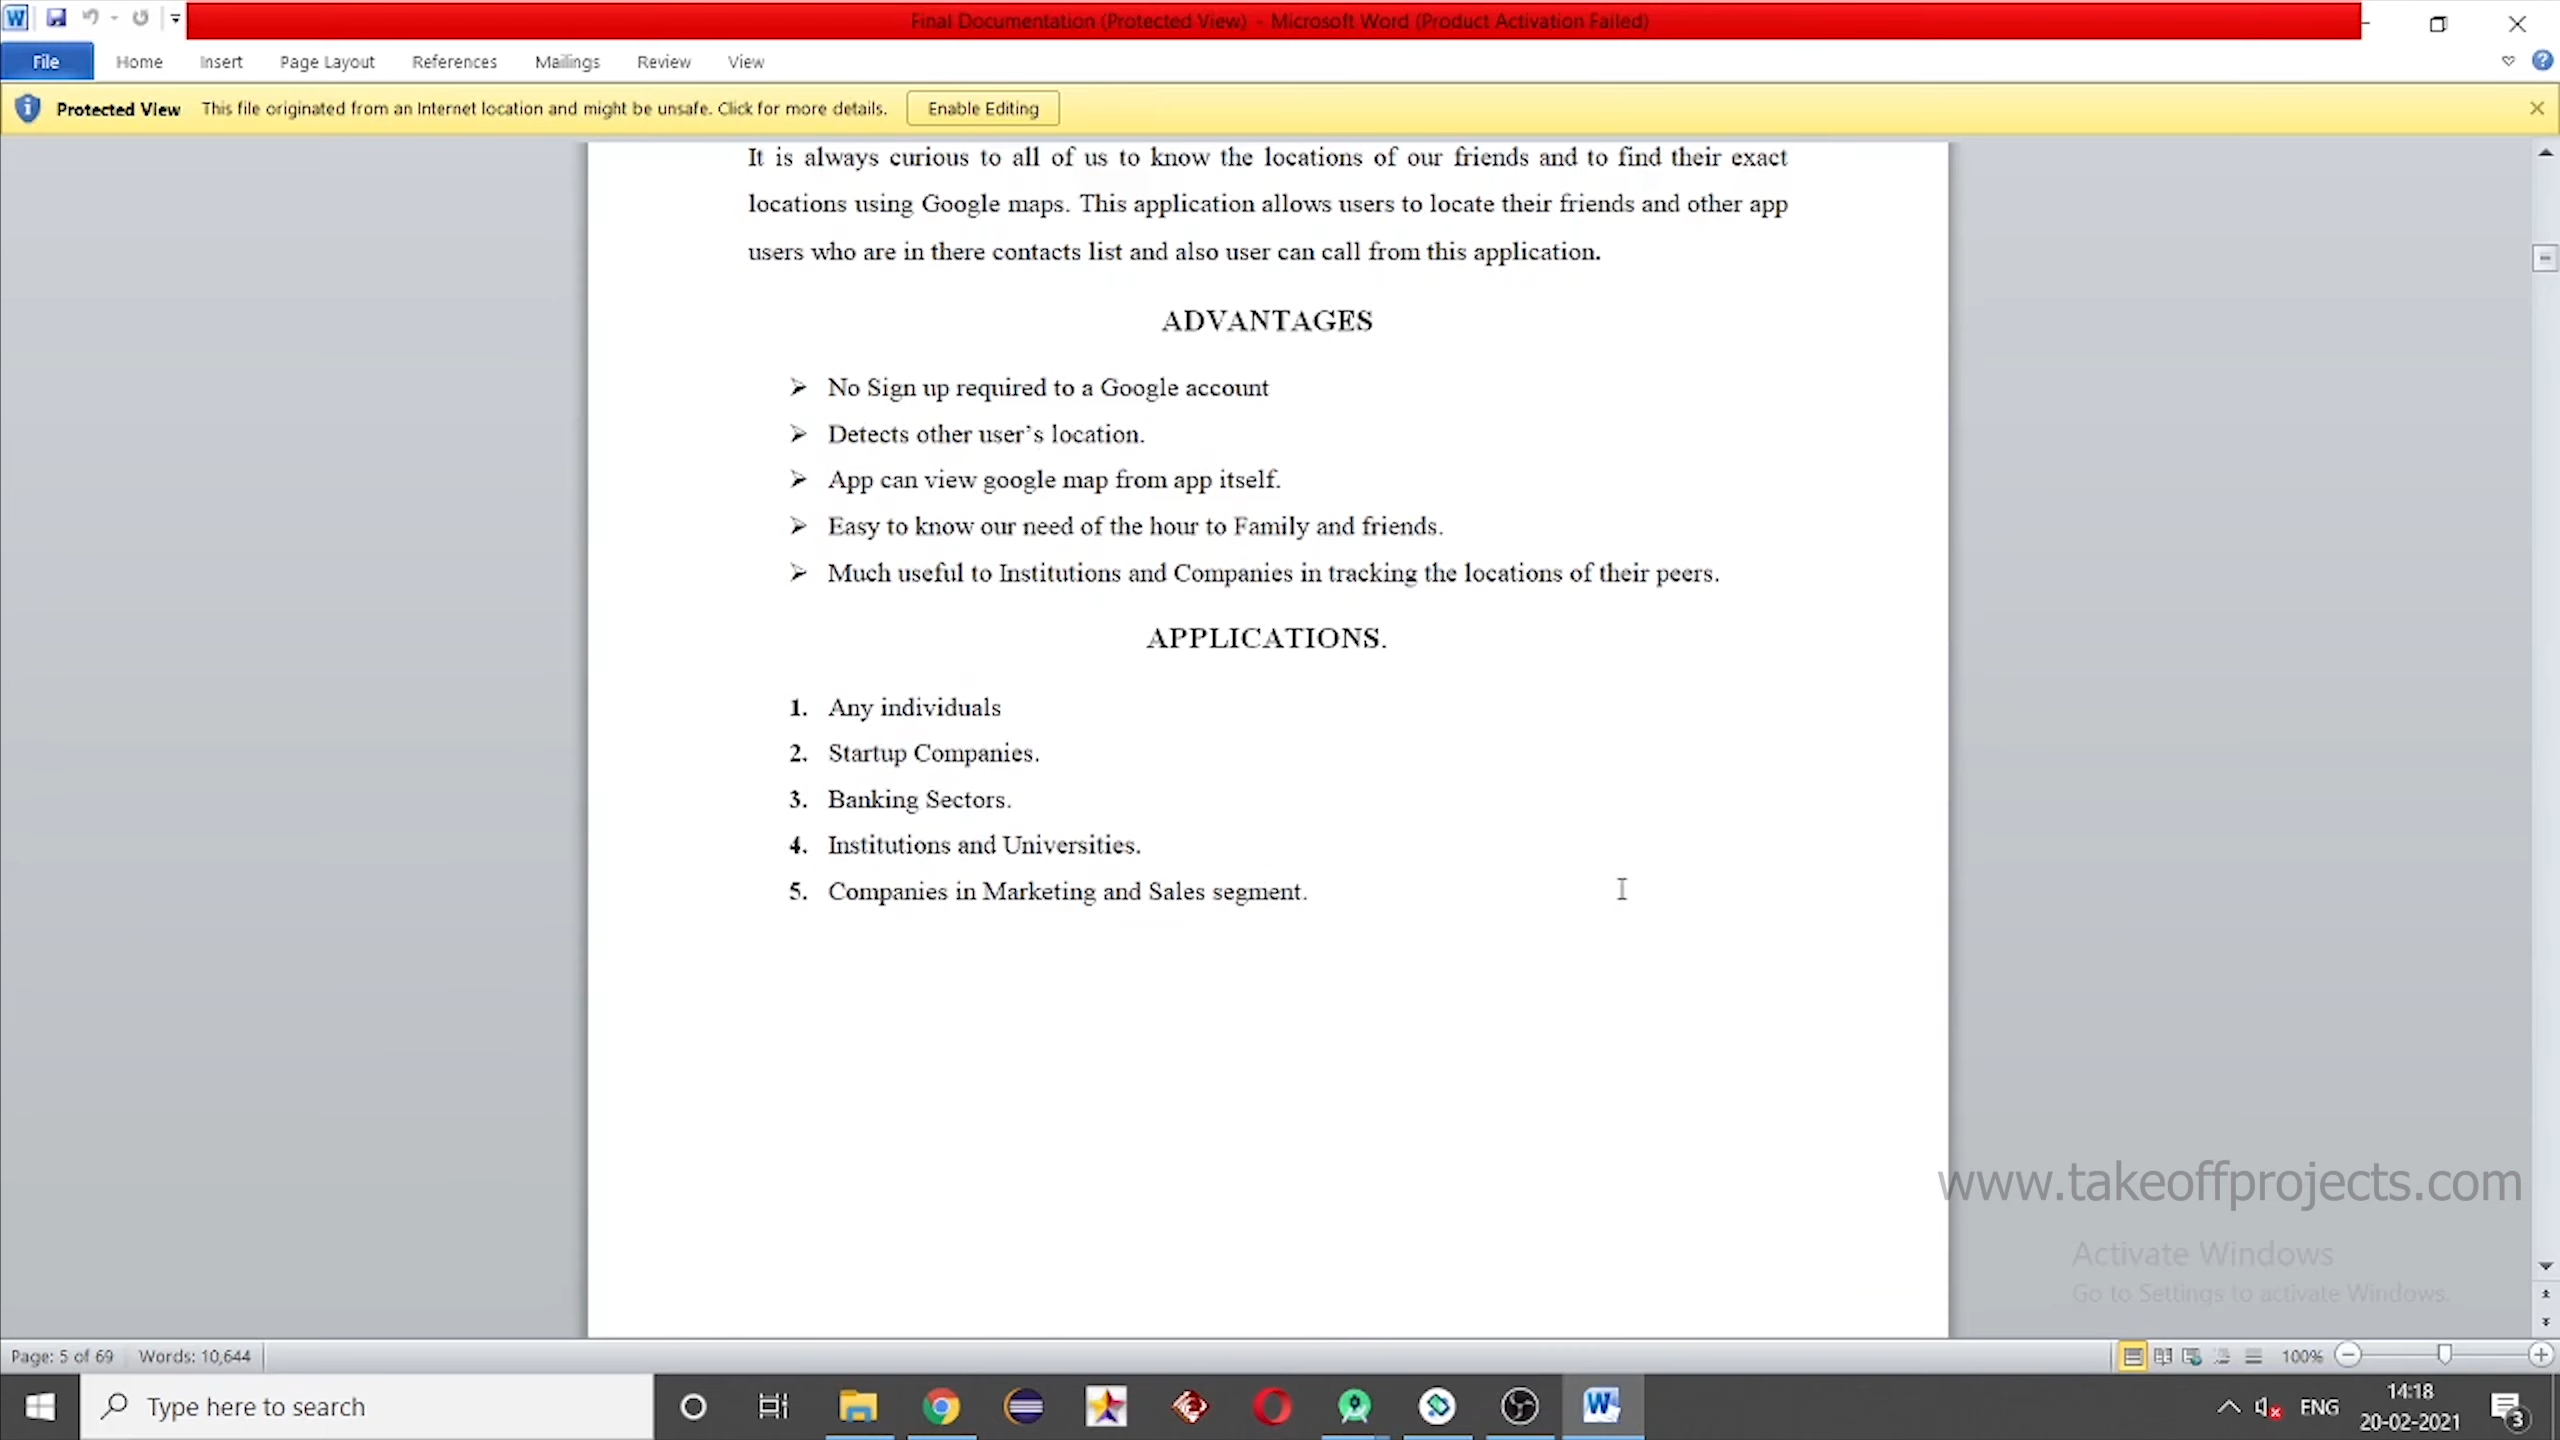 Final Documentation (Protected View) - Microsoft Word (Product Activation Failed)
File Home Insert Page Layout References Mailings Review View
Protected View This file originated from an Internet location and might be unsafe. Click for more details. Enable Editing
It is always curious to all of us to know the locations of our friends and to find their exact
locations using Google maps. This application allows users to locate their friends and other app
users who are in there contacts list and also user can call from this application.
ADVANTAGES
➢ No Sign up required to a Google account
➢ Detects other user’s location.
➢ App can view google map from app itself.
➢ Easy to know our need of the hour to Family and friends.
➢ Much useful to Institutions and Companies in tracking the locations of their peers.
APPLICATIONS.
1. Any individuals
2. Startup Companies.
3. Banking Sectors.
4. Institutions and Universities.
5. Companies in Marketing and Sales segment.
www.takeoffprojects.com
Activate Windows
Go to Settings to activate Windows.
Page: 5 of 69 Words: 10,644 100%
Type here to search ENG 14:18
20-02-2021 3